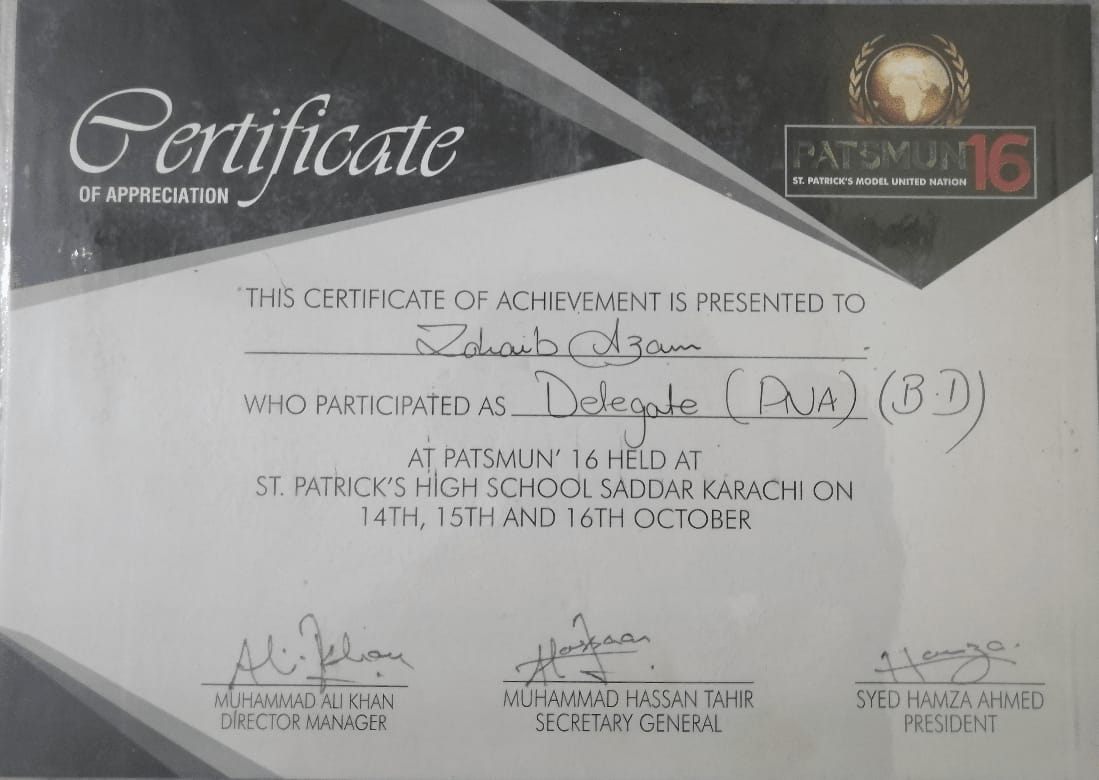 Certificate
OF APPRECIATION
PATSMUN 16
ST. PATRICK'S MODEL UNITED NATION
THIS CERTIFICATE OF ACHIEVEMENT IS PRESENTED TO
Zohaib Azam
WHO PARTICIPATED AS Delegate (PNA) (B.D)
AT PATSMUN' 16 HELD AT
ST. PATRICK'S HIGH SCHOOL SADDAR KARACHI ON
14TH, 15TH AND 16TH OCTOBER
Ali Khan
Hassaan
Hamza
MUHAMMAD ALI KHAN
DIRECTOR MANAGER
MUHAMMAD HASSAN TAHIR
SECRETARY GENERAL
SYED HAMZA AHMED
PRESIDENT